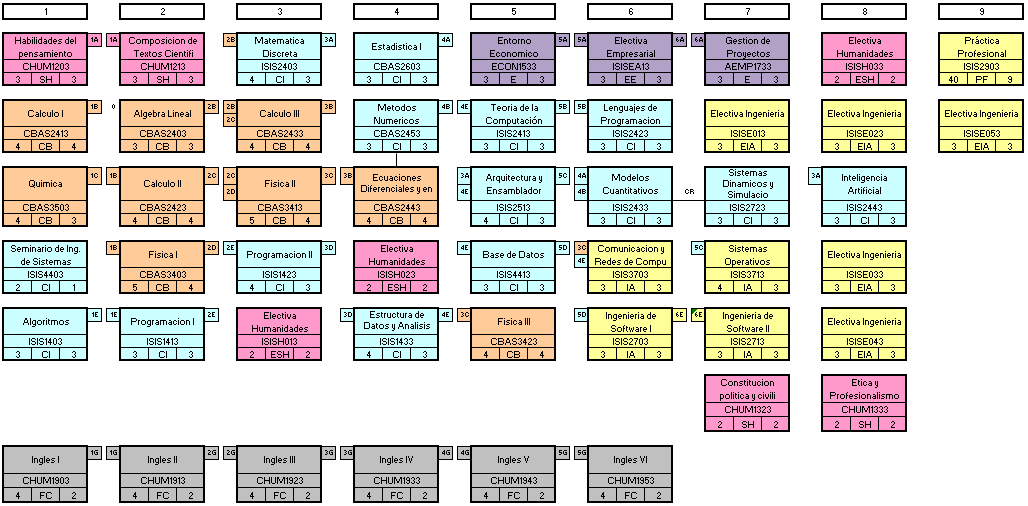 1 2 3 4 5 6 7 8 9
Habilidades del pensamiento
CHUM1203
3 SH 3
1A
1A
Composicion de Textos Cientifi
CHUM1213
3 SH 3
2B
Matematica Discreta
ISIS2403
4 CI 3
3A
Estadistica I
CBAS2603
3 CI 3
4A
Entorno Economico
ECON1533
3 E 3
5A
5A
Electiva Empresarial
ISISEA13
3 EE 3
6A
6A
Gestion de Proyectos
AEMP1733
3 E 3
Electiva Humanidades
ISISH033
2 ESH 2
Práctica Profesional
ISIS2903
40 PF 9
Calculo I
CBAS2413
4 CB 4
1B
0
Algebra Lineal
CBAS2403
3 CB 3
2B
2B
2C
Calculo III
CBAS2433
4 CB 4
3B
Metodos Numericos
CBAS2453
3 CI 3
4B
4E
Teoria de la Computación
ISIS2413
3 CI 3
5B
5B
Lenguajes de Programacion
ISIS2423
3 CI 3
Electiva Ingenieria
ISISE013
3 EIA 3
Electiva Ingenieria
ISISE023
3 EIA 3
Electiva Ingenieria
ISISE053
3 EIA 3
Quimica
CBAS3503
4 CB 3
1C
1B
Calculo II
CBAS2423
4 CB 4
2C
2C
2D
Fisica II
CBAS3413
5 CB 4
3C
3B
Ecuaciones Diferenciales y en
CBAS2443
4 CB 4
3A
4E
Arquitectura y Ensamblador
ISIS2513
4 CI 3
5C
4A
4B
Modelos Cuantitativos
ISIS2433
3 CI 3
CR
Sistemas Dinamicos y Simulacio
ISIS2723
3 CI 3
3A
Inteligencia Artificial
ISIS2443
3 CI 3
Seminario de Ing. de Sistemas
ISIS4403
2 CI 1
1B
Fisica I
CBAS3403
5 CB 4
2D
2E
Programacion II
ISIS1423
4 CI 3
3D
Electiva Humanidades
ISISH023
2 ESH 2
4E
Base de Datos
ISIS4413
3 CI 3
5D
3C
4E
Comunicacion y Redes de Compu
ISIS3703
3 IA 3
5C
Sistemas Operativos
ISIS3713
4 IA 3
Electiva Ingenieria
ISISE033
3 EIA 3
Algoritmos
ISIS1403
3 CI 3
1E
1E
Programacion I
ISIS1413
3 CI 3
2E
Electiva Humanidades
ISISH013
2 ESH 2
3D
Estructura de Datos y Analisis
ISIS1433
4 CI 3
4E
3C
Fisica III
CBAS3423
4 CB 4
5D
Ingenieria de Software I
ISIS2703
3 IA 3
6E
6E
Ingenieria de Software II
ISIS2713
3 IA 3
Electiva Ingenieria
ISISE043
3 EIA 3
Constitucion politica y civili
CHUM1323
2 SH 2
Etica y Profesionalismo
CHUM1333
2 SH 2
Ingles I
CHUM1903
4 FC 2
1G
1G
Ingles II
CHUM1913
4 FC 2
2G
2G
Ingles III
CHUM1923
4 FC 2
3G
3G
Ingles IV
CHUM1933
4 FC 2
4G
4G
Ingles V
CHUM1943
4 FC 2
5G
5G
Ingles VI
CHUM1953
4 FC 2